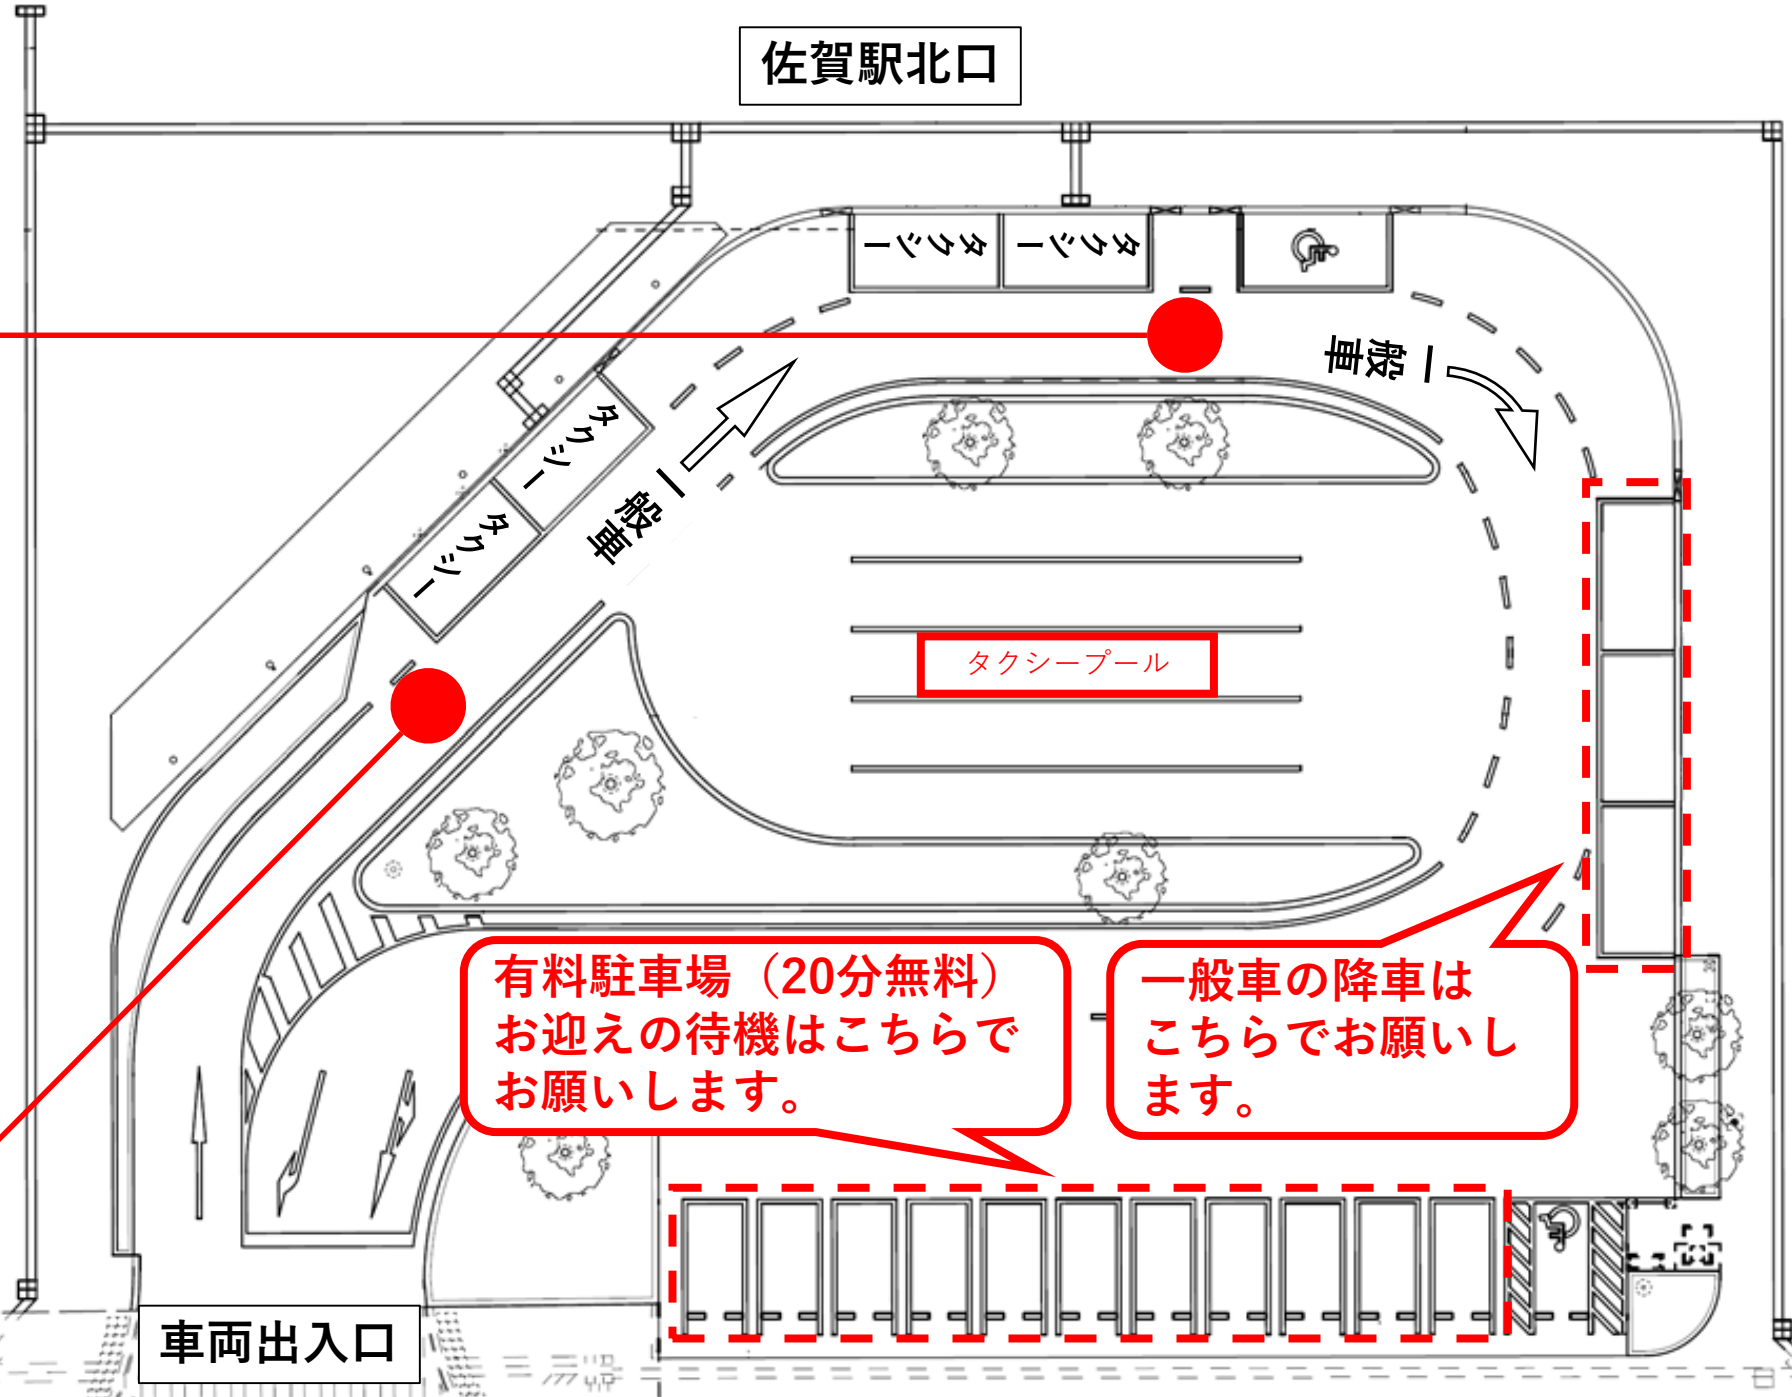 佐賀駅北口
タクシー
タクシー
一般車
タクシー
タクシー
一般車
タクシープール
有料駐車場（20分無料）
お迎えの待機はこちらで
お願いします。
一般車の降車は
こちらでお願いし
ます。
車両出入口